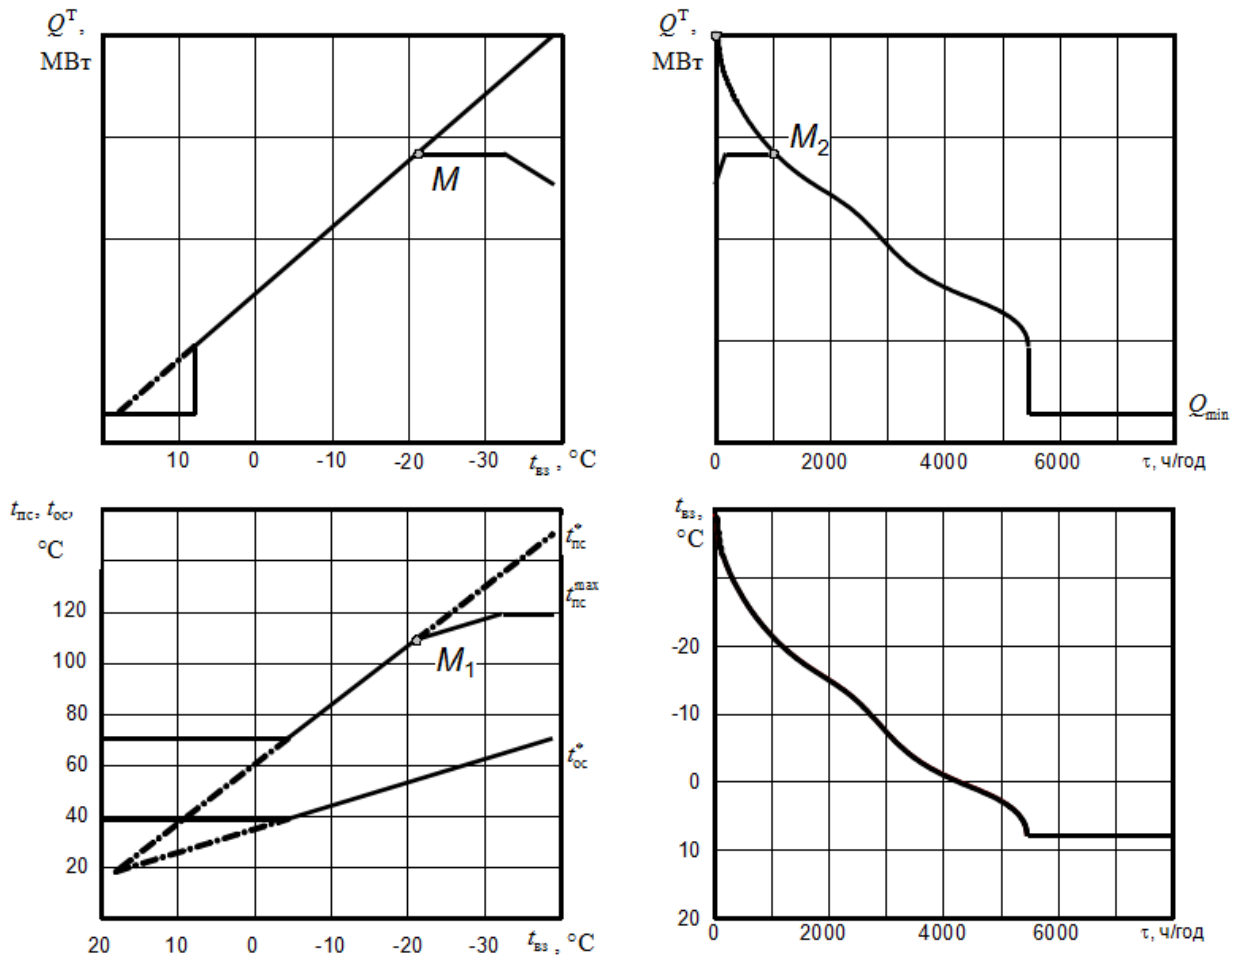 Qᵀ,
МВт
M
10 0 -10 -20 -30 tвз , °C
Qᵀ,
МВт
M₂
Qmin
0 2000 4000 6000 τ, ч/год
tпс, tос,
°C
120
100
80
60
40
20
t*пс
tmaxпс
M₁
t*ос
20 10 0 -10 -20 -30 tвз , °C
tвз,
°C
-20
-10
0
10
20
0 2000 4000 6000 τ, ч/год